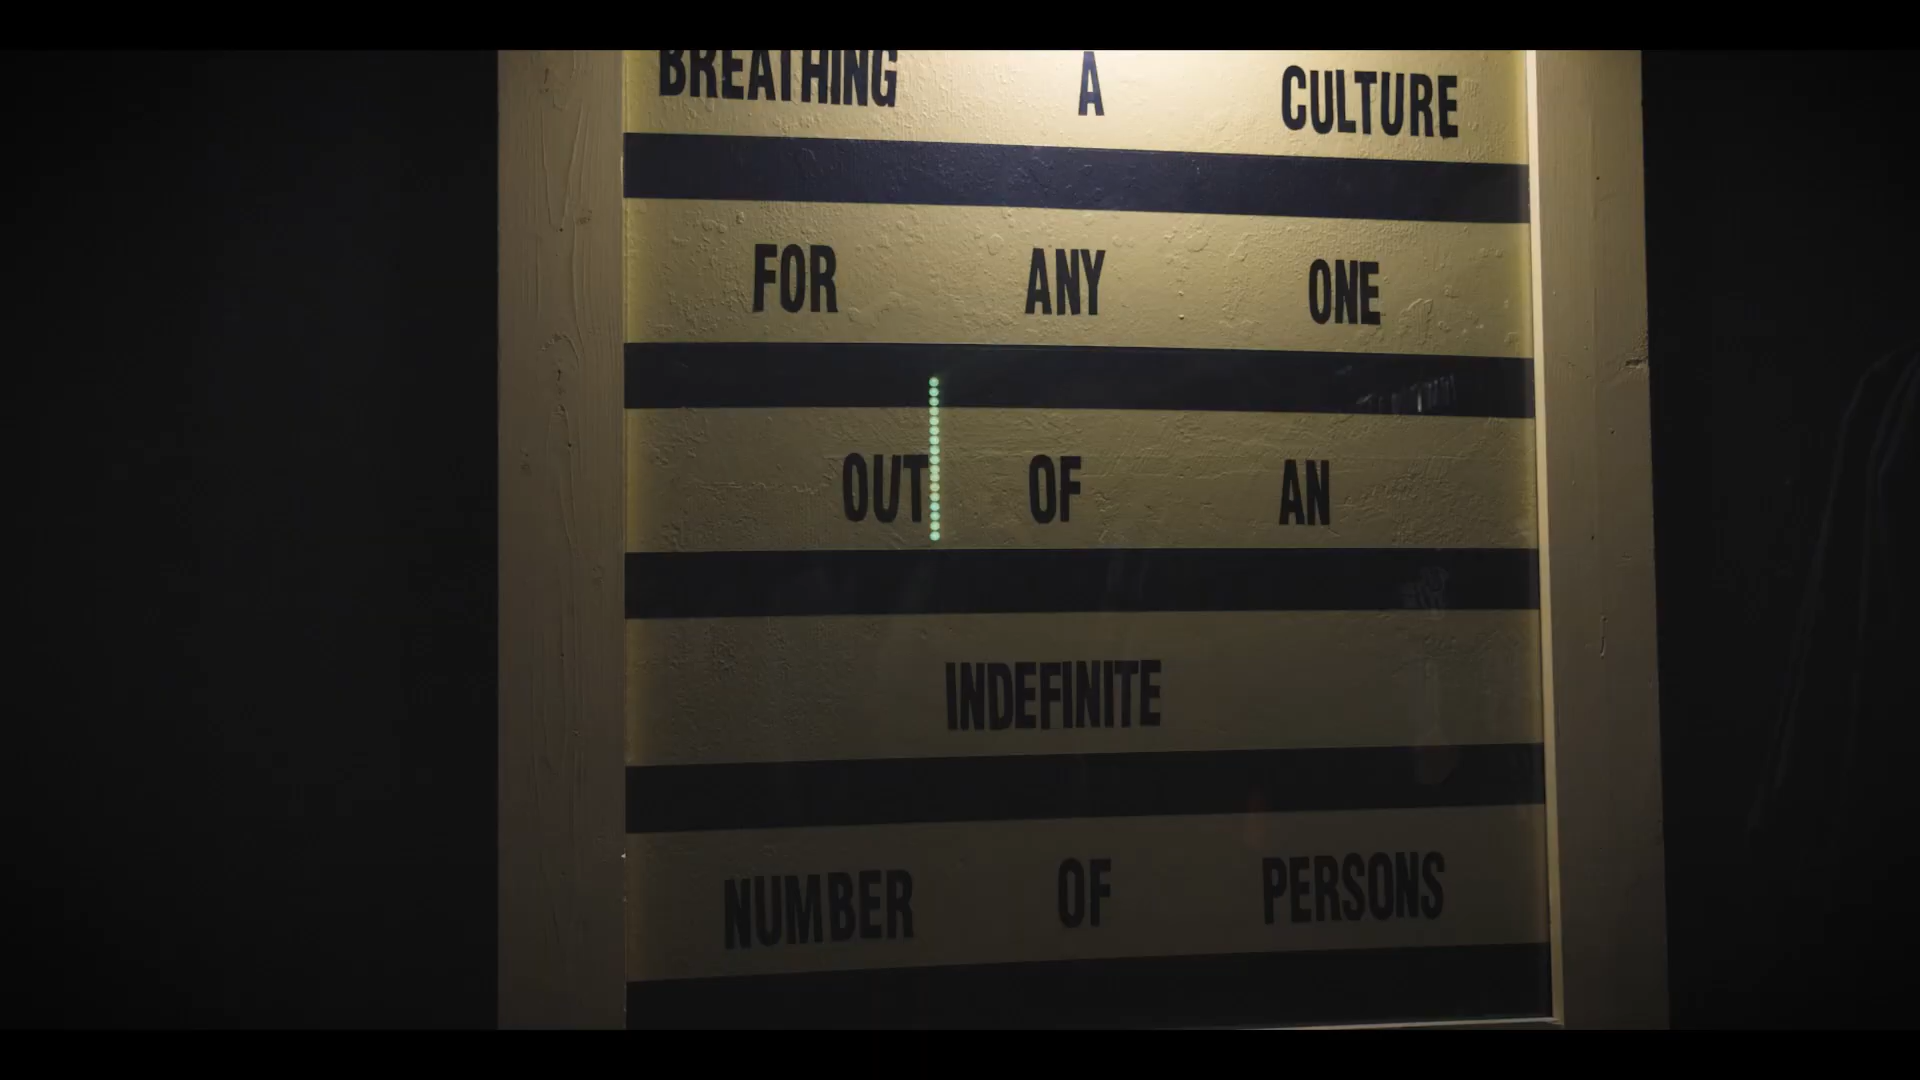 BREATHING A CULTURE
FOR ANY ONE
OUT OF AN
INDEFINITE
NUMBER OF PERSONS